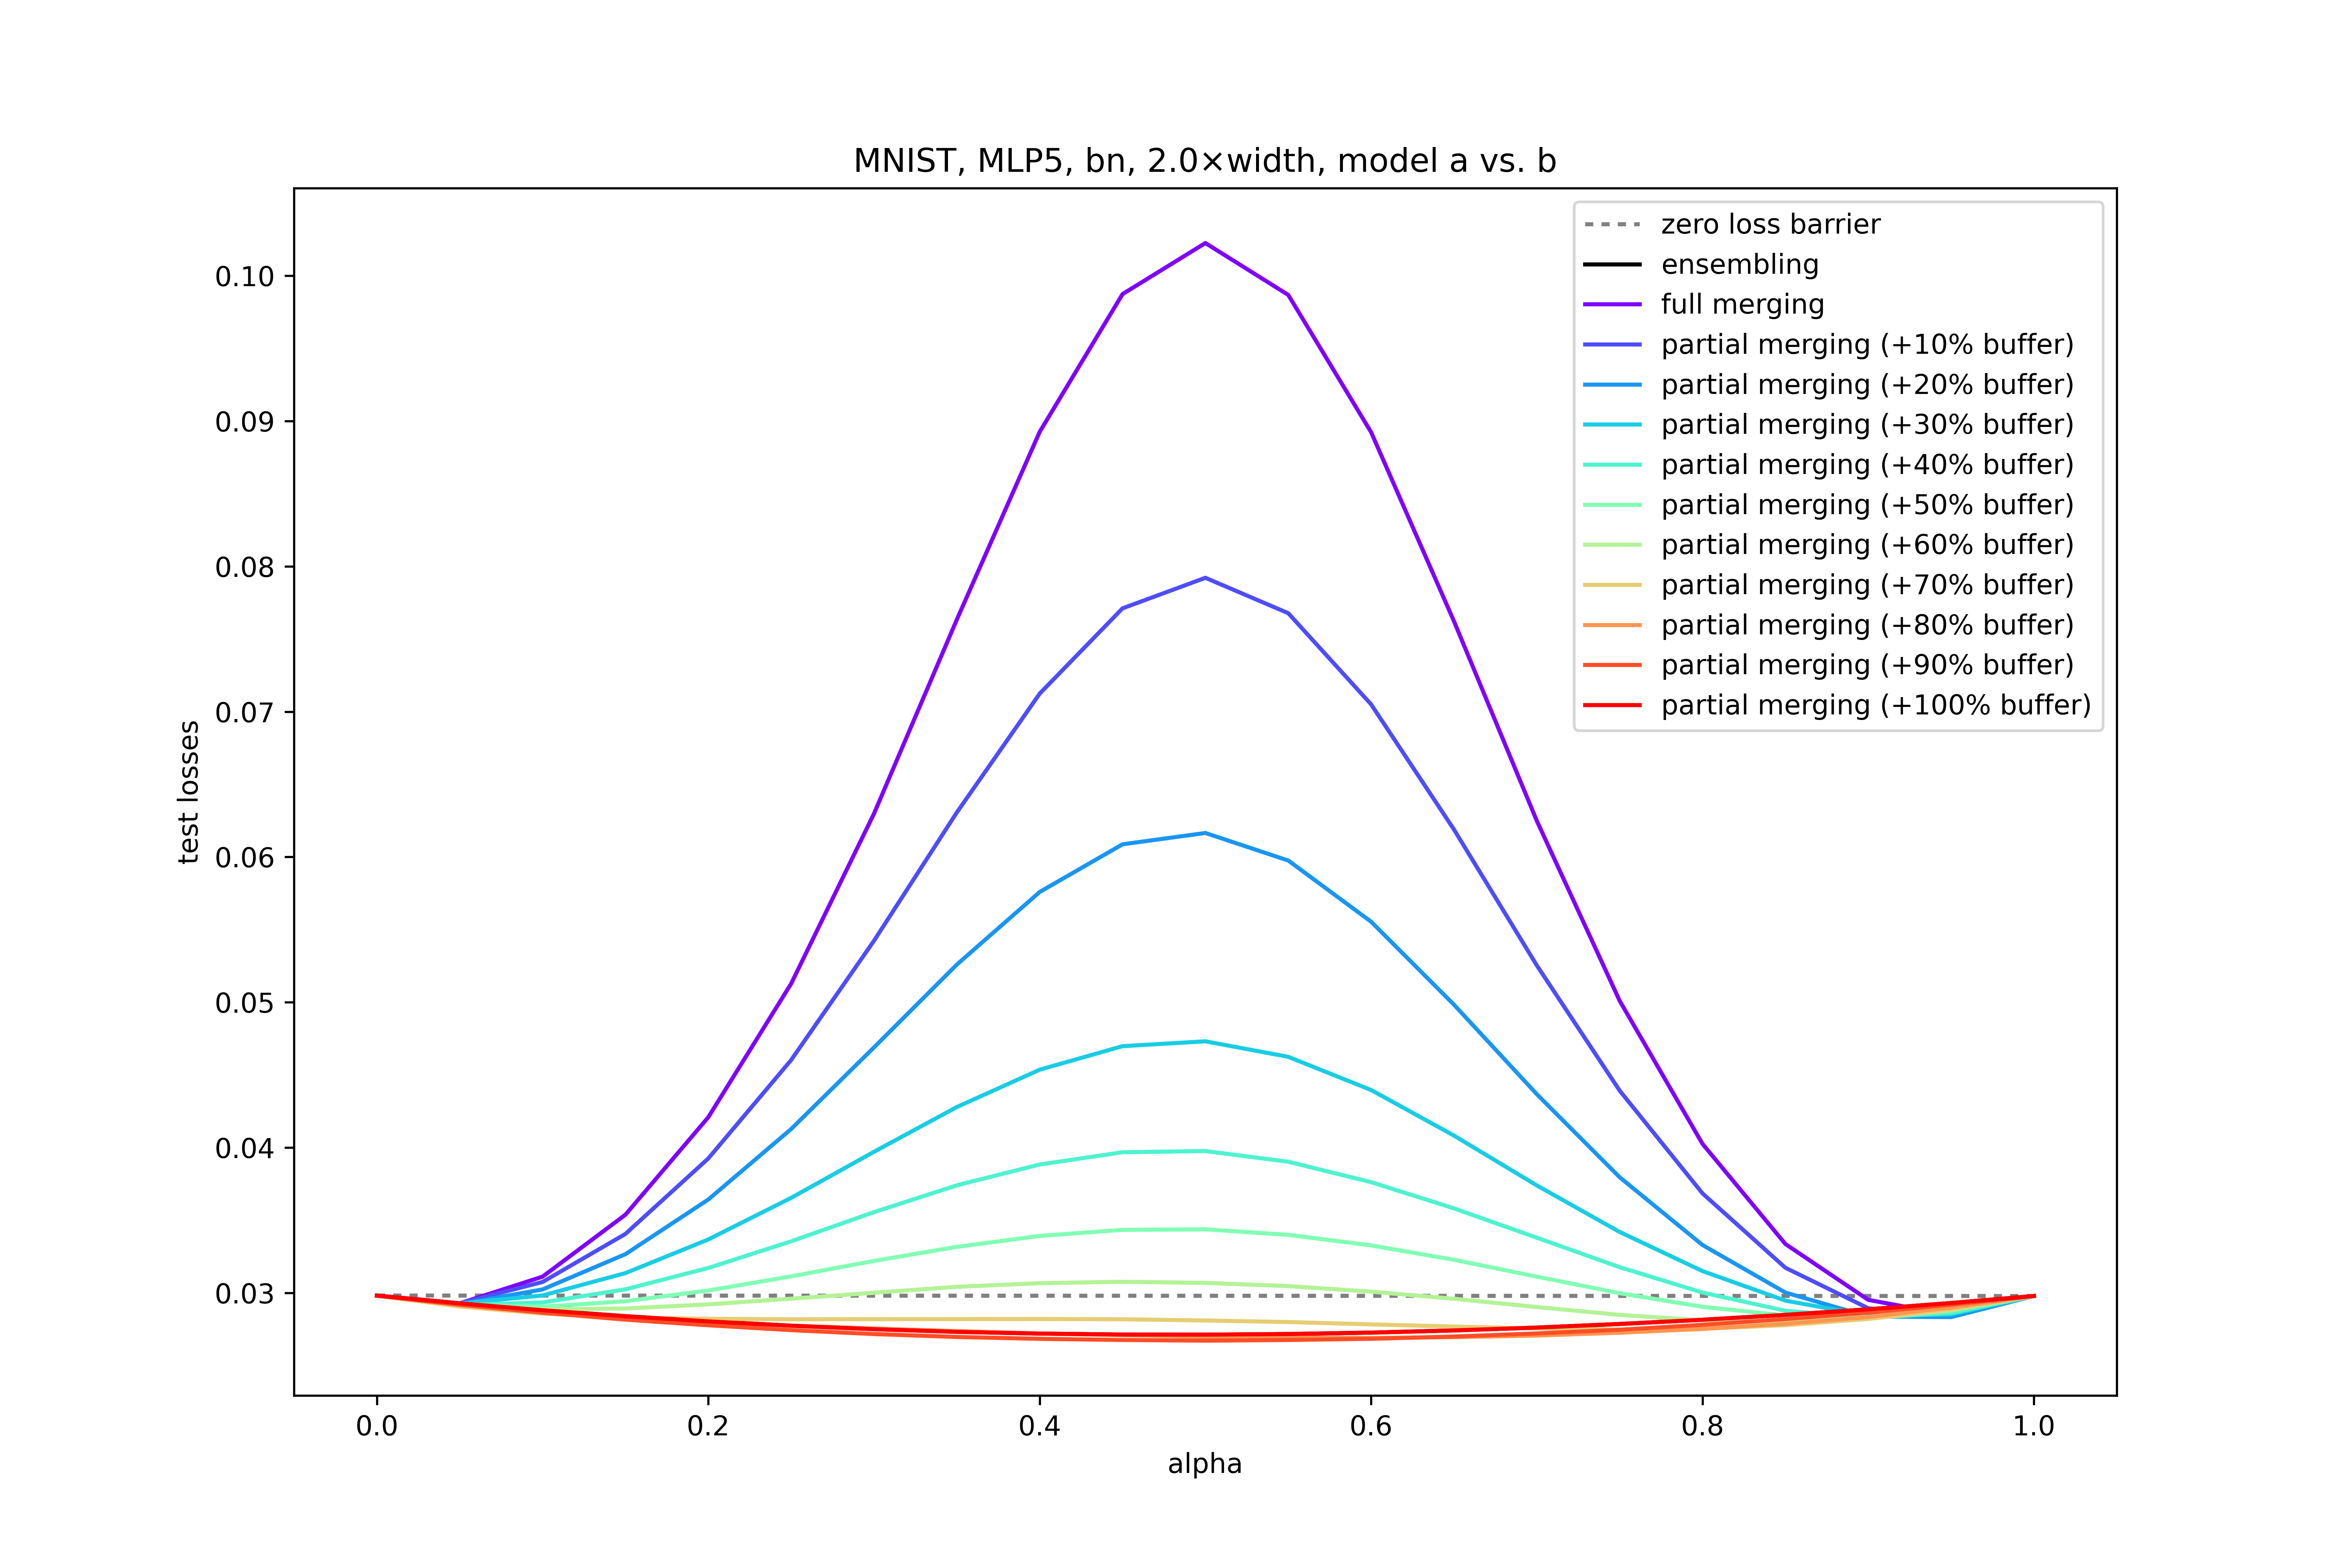 MNIST, MLP5, bn, 2.0×width, model a vs. b
zero loss barrier
ensembling
full merging
partial merging (+10% buffer)
partial merging (+20% buffer)
partial merging (+30% buffer)
partial merging (+40% buffer)
partial merging (+50% buffer)
partial merging (+60% buffer)
partial merging (+70% buffer)
partial merging (+80% buffer)
partial merging (+90% buffer)
partial merging (+100% buffer)
test losses
0.10
0.09
0.08
0.07
0.06
0.05
0.04
0.03
0.0 0.2 0.4 0.6 0.8 1.0
alpha